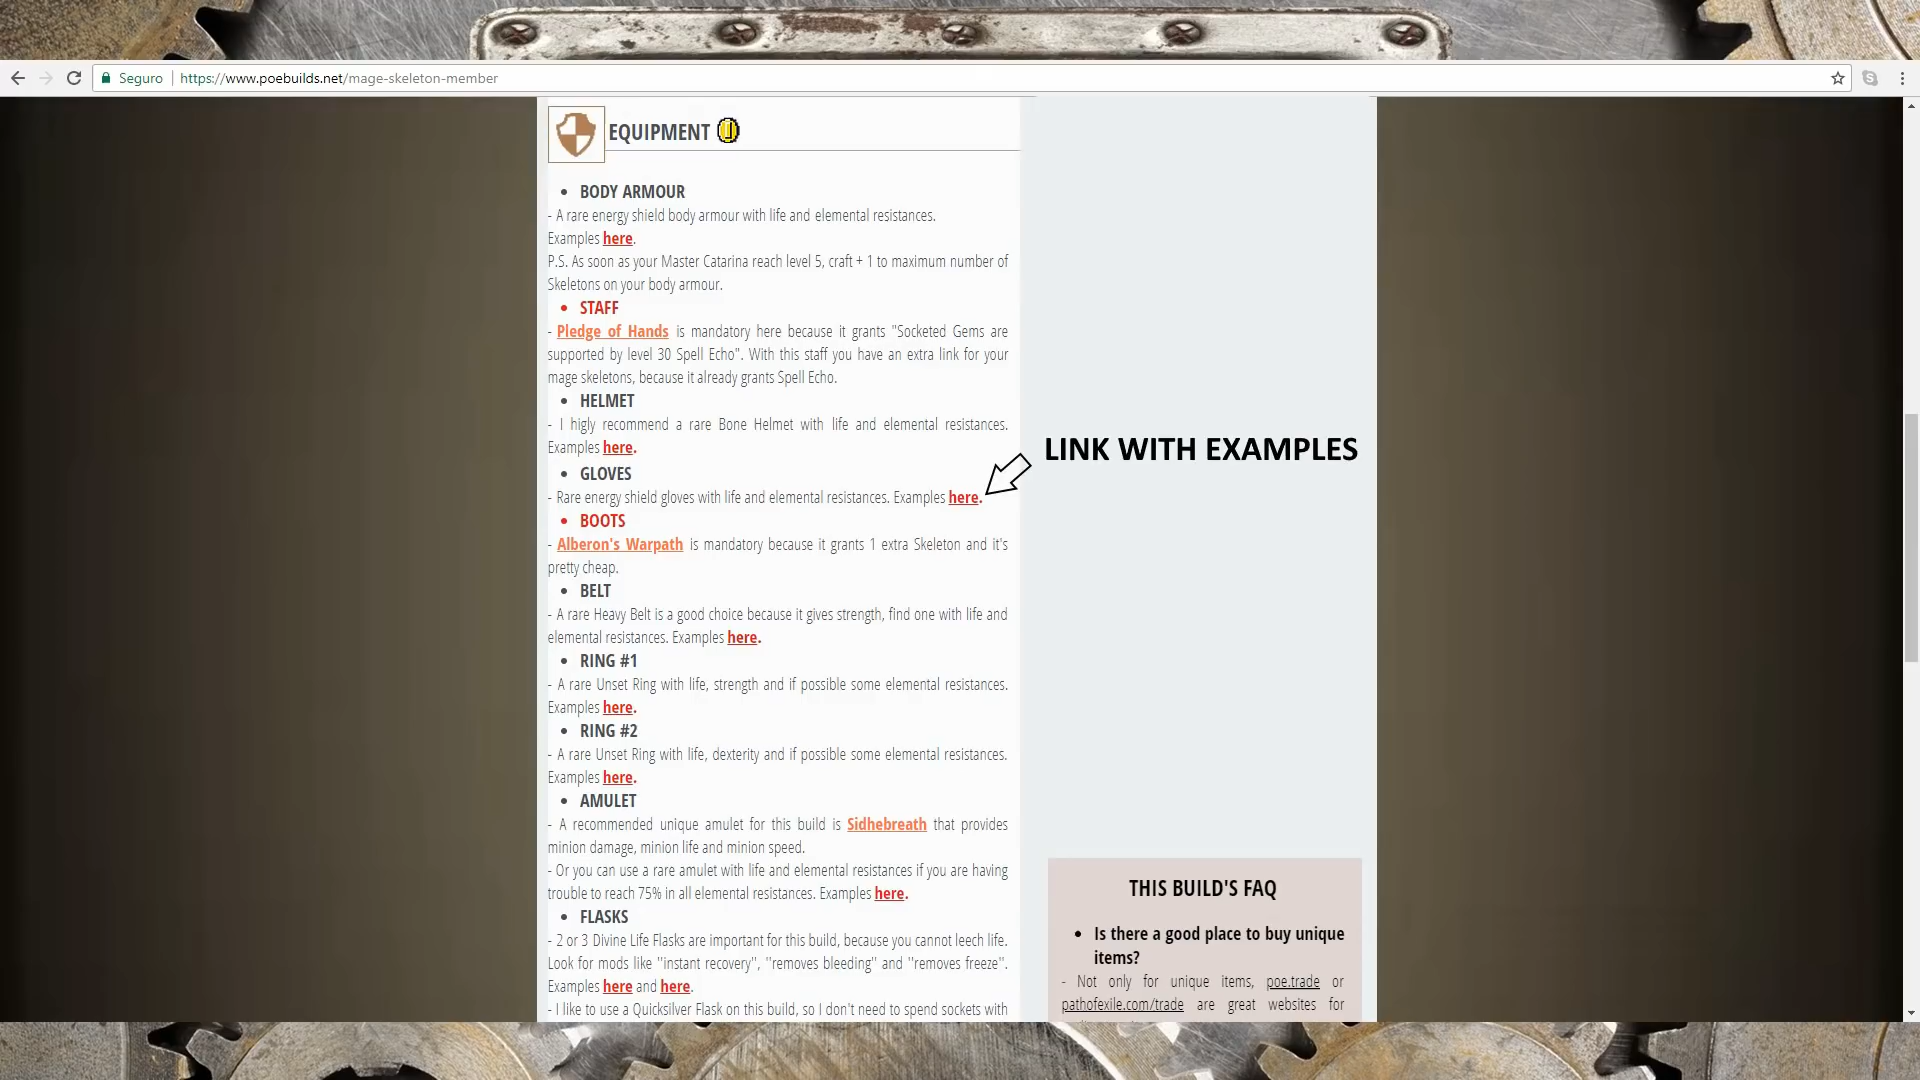 Seguro https://www.poebuilds.net/mage-skeleton-member
EQUIPMENT
• BODY ARMOUR
- A rare energy shield body armour with life and elemental resistances.
Examples here.
P.S. As soon as your Master Catarina reach level 5, craft + 1 to maximum number of
Skeletons on your body armour.
• STAFF
- Pledge of Hands is mandatory here because it grants "Socketed Gems are
supported by level 30 Spell Echo". With this staff you have an extra link for your
mage skeletons, because it already grants Spell Echo.
• HELMET
- I higly recommend a rare Bone Helmet with life and elemental resistances.
Examples here.
• GLOVES
- Rare energy shield gloves with life and elemental resistances. Examples here.
• BOOTS
- Alberon's Warpath is mandatory because it grants 1 extra Skeleton and it's
pretty cheap.
• BELT
- A rare Heavy Belt is a good choice because it gives strength, find one with life and
elemental resistances. Examples here.
• RING #1
- A rare Unset Ring with life, strength and if possible some elemental resistances.
Examples here.
• RING #2
- A rare Unset Ring with life, dexterity and if possible some elemental resistances.
Examples here.
• AMULET
- A recommended unique amulet for this build is Sidhebreath that provides
minion damage, minion life and minion speed.
- Or you can use a rare amulet with life and elemental resistances if you are having
trouble to reach 75% in all elemental resistances. Examples here.
• FLASKS
- 2 or 3 Divine Life Flasks are important for this build, because you cannot leech life.
Look for mods like "instant recovery", "removes bleeding" and "removes freeze".
Examples here and here.
- I like to use a Quicksilver Flask on this build, so I don't need to spend sockets with
LINK WITH EXAMPLES
THIS BUILD'S FAQ
• Is there a good place to buy unique
items?
- Not only for unique items, poe.trade or
pathofexile.com/trade are great websites for